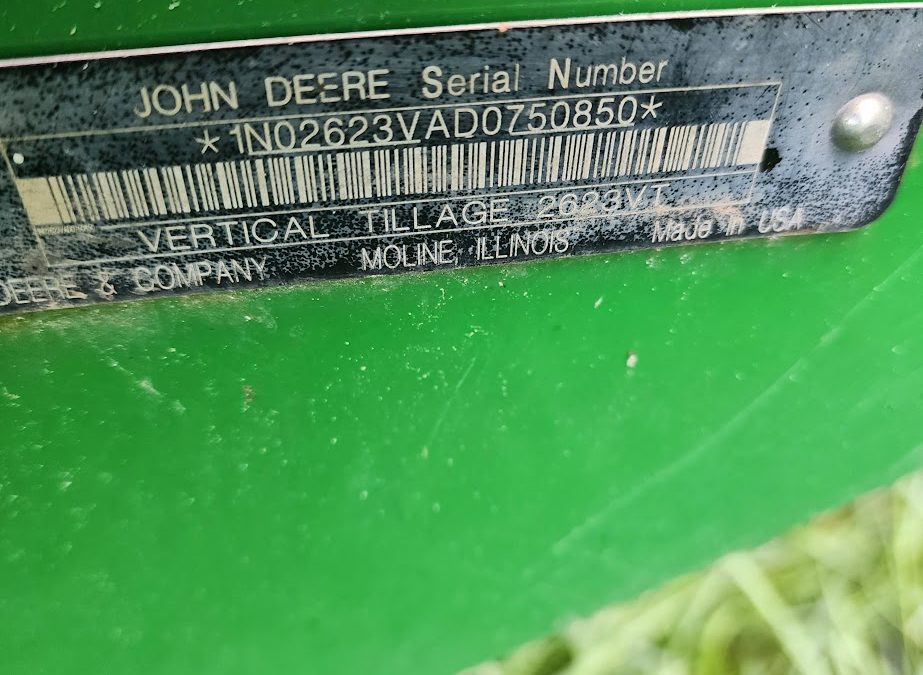 JOHN DEERE Serial Number
*1N02623VAD0750850*
VERTICAL TILLAGE 2623VT
DEERE & COMPANY MOLINE, ILLINOIS Made in USA